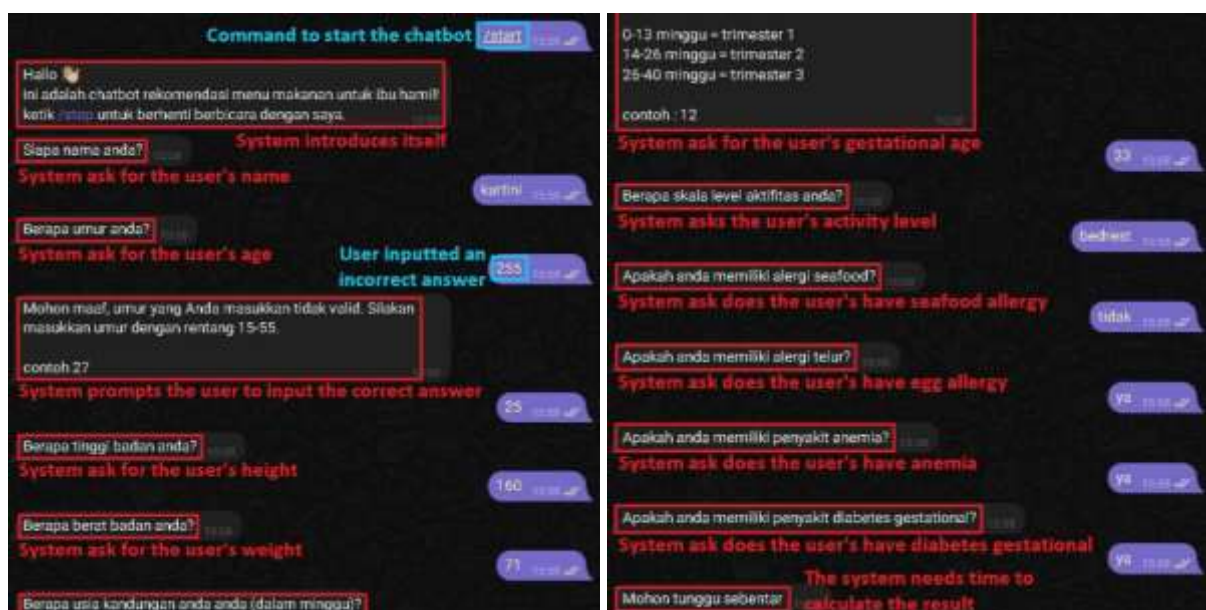 Command to start the chatbot /start
Hallo
ini adalah chatbot rekomendasi menu makanan untuk ibu hamil!
ketik /stop untuk berhenti berbicara dengan saya.
System introduces itself
Siapa nama anda?
System ask for the user's name
kartini
Berapa umur anda?
System ask for the user's age
User inputted an
incorrect answer
255
Mohon maaf, umur yang Anda masukkan tidak valid. Silakan
masukkan umur dengan rentang 15-55.
contoh 27
System prompts the user to input the correct answer
25
Berapa tinggi badan anda?
System ask for the user's height
160
Berapa berat badan anda?
System ask for the user's weight
71
Berapa usia kandungan anda anda (dalam minggu)?
0-13 minggu = trimester 1
14-26 minggu = trimester 2
26-40 minggu = trimester 3
contoh : 12
System ask for the user's gestational age
33
Berapa skala level aktifitas anda?
System asks the user's activity level
bedrest
Apakah anda memiliki alergi seafood?
System ask does the user's have seafood allergy
tidak
Apakah anda memiliki alergi telur?
System ask does the user's have egg allergy
ya
Apakah anda memiliki penyakit anemia?
System ask does the user's have anemia
ya
Apakah anda memiliki penyakit diabetes gestational?
System ask does the user's have diabetes gestational
ya
Mohon tunggu sebentar
The system needs time to
calculate the result